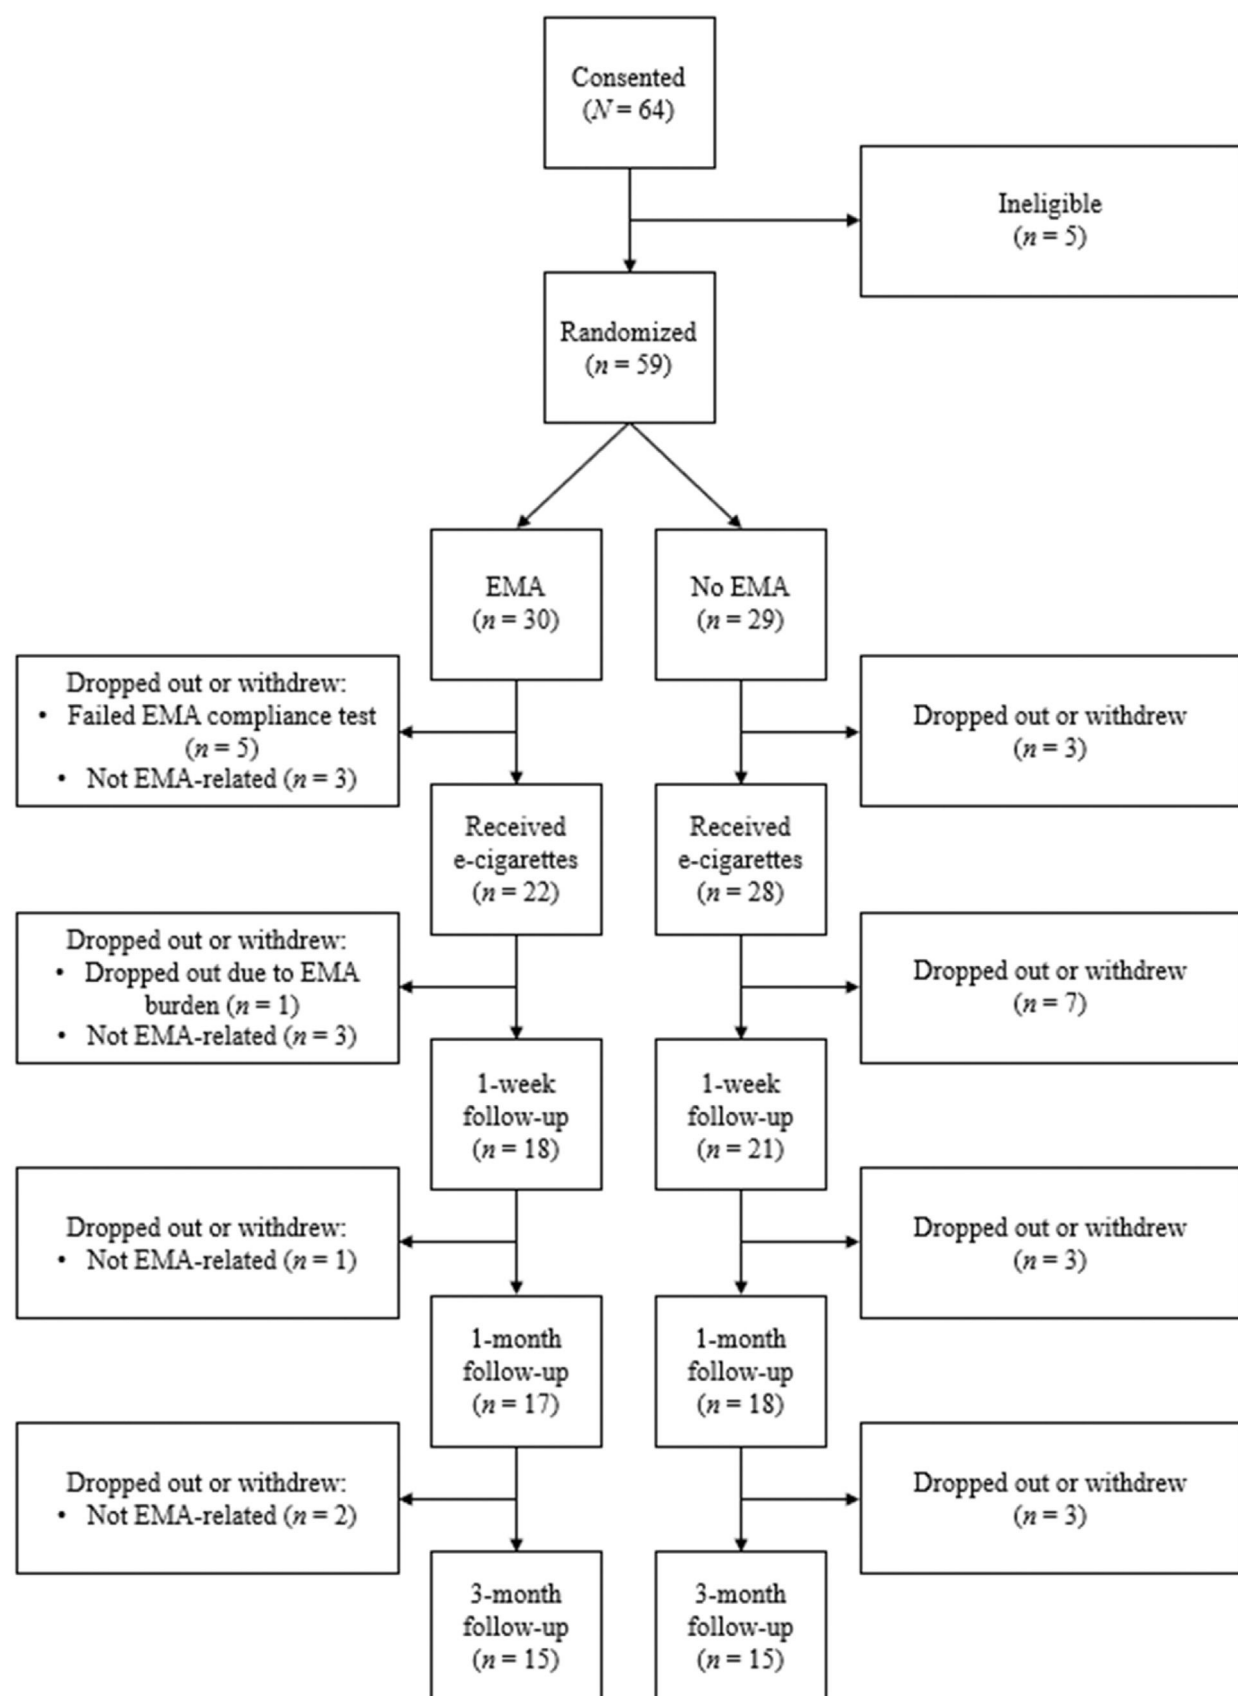 Consented
(N = 64)
Ineligible
(n = 5)
Randomized
(n = 59)
EMA
(n = 30)
No EMA
(n = 29)
Dropped out or withdrew:
• Failed EMA compliance test
(n = 5)
• Not EMA-related (n = 3)
Dropped out or withdrew
(n = 3)
Received
e-cigarettes
(n = 22)
Received
e-cigarettes
(n = 28)
Dropped out or withdrew:
• Dropped out due to EMA
burden (n = 1)
• Not EMA-related (n = 3)
Dropped out or withdrew
(n = 7)
1-week
follow-up
(n = 18)
1-week
follow-up
(n = 21)
Dropped out or withdrew:
• Not EMA-related (n = 1)
Dropped out or withdrew
(n = 3)
1-month
follow-up
(n = 17)
1-month
follow-up
(n = 18)
Dropped out or withdrew:
• Not EMA-related (n = 2)
Dropped out or withdrew
(n = 3)
3-month
follow-up
(n = 15)
3-month
follow-up
(n = 15)